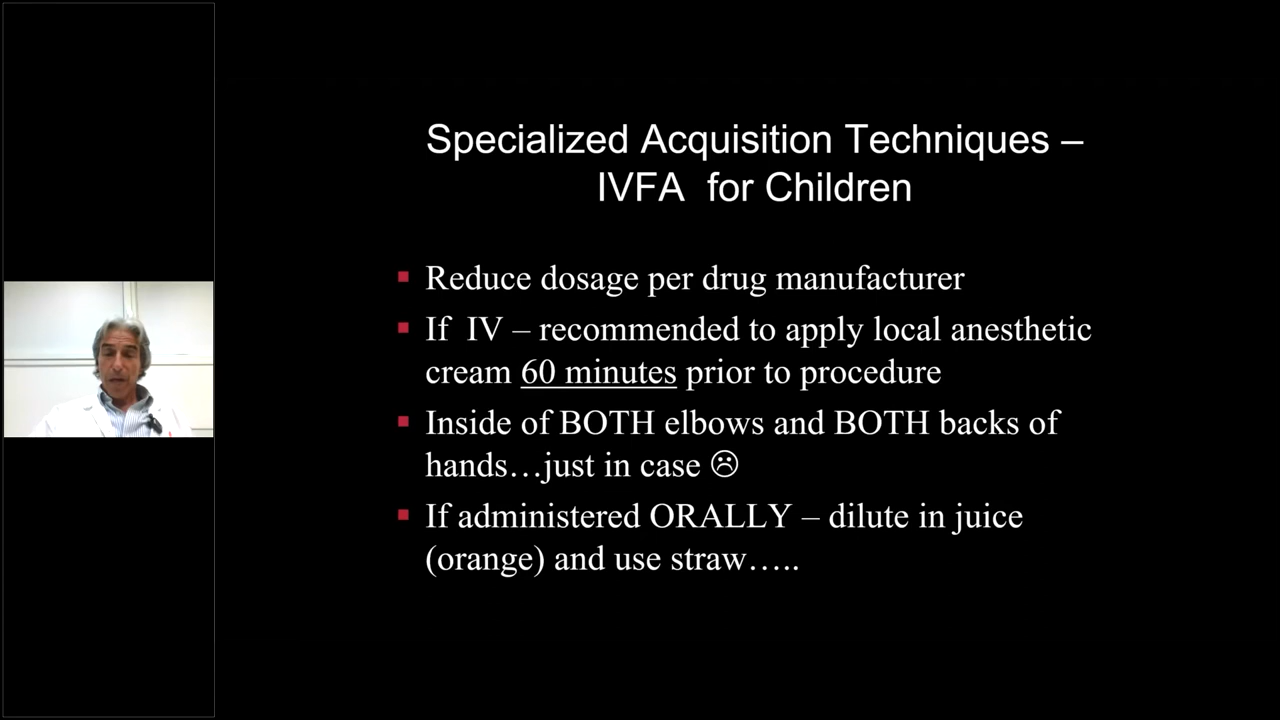 Specialized Acquisition Techniques –
IVFA for Children
▪ Reduce dosage per drug manufacturer
▪ If IV – recommended to apply local anesthetic
cream 60 minutes prior to procedure
▪ Inside of BOTH elbows and BOTH backs of
hands…just in case ☹
▪ If administered ORALLY – dilute in juice
(orange) and use straw…..